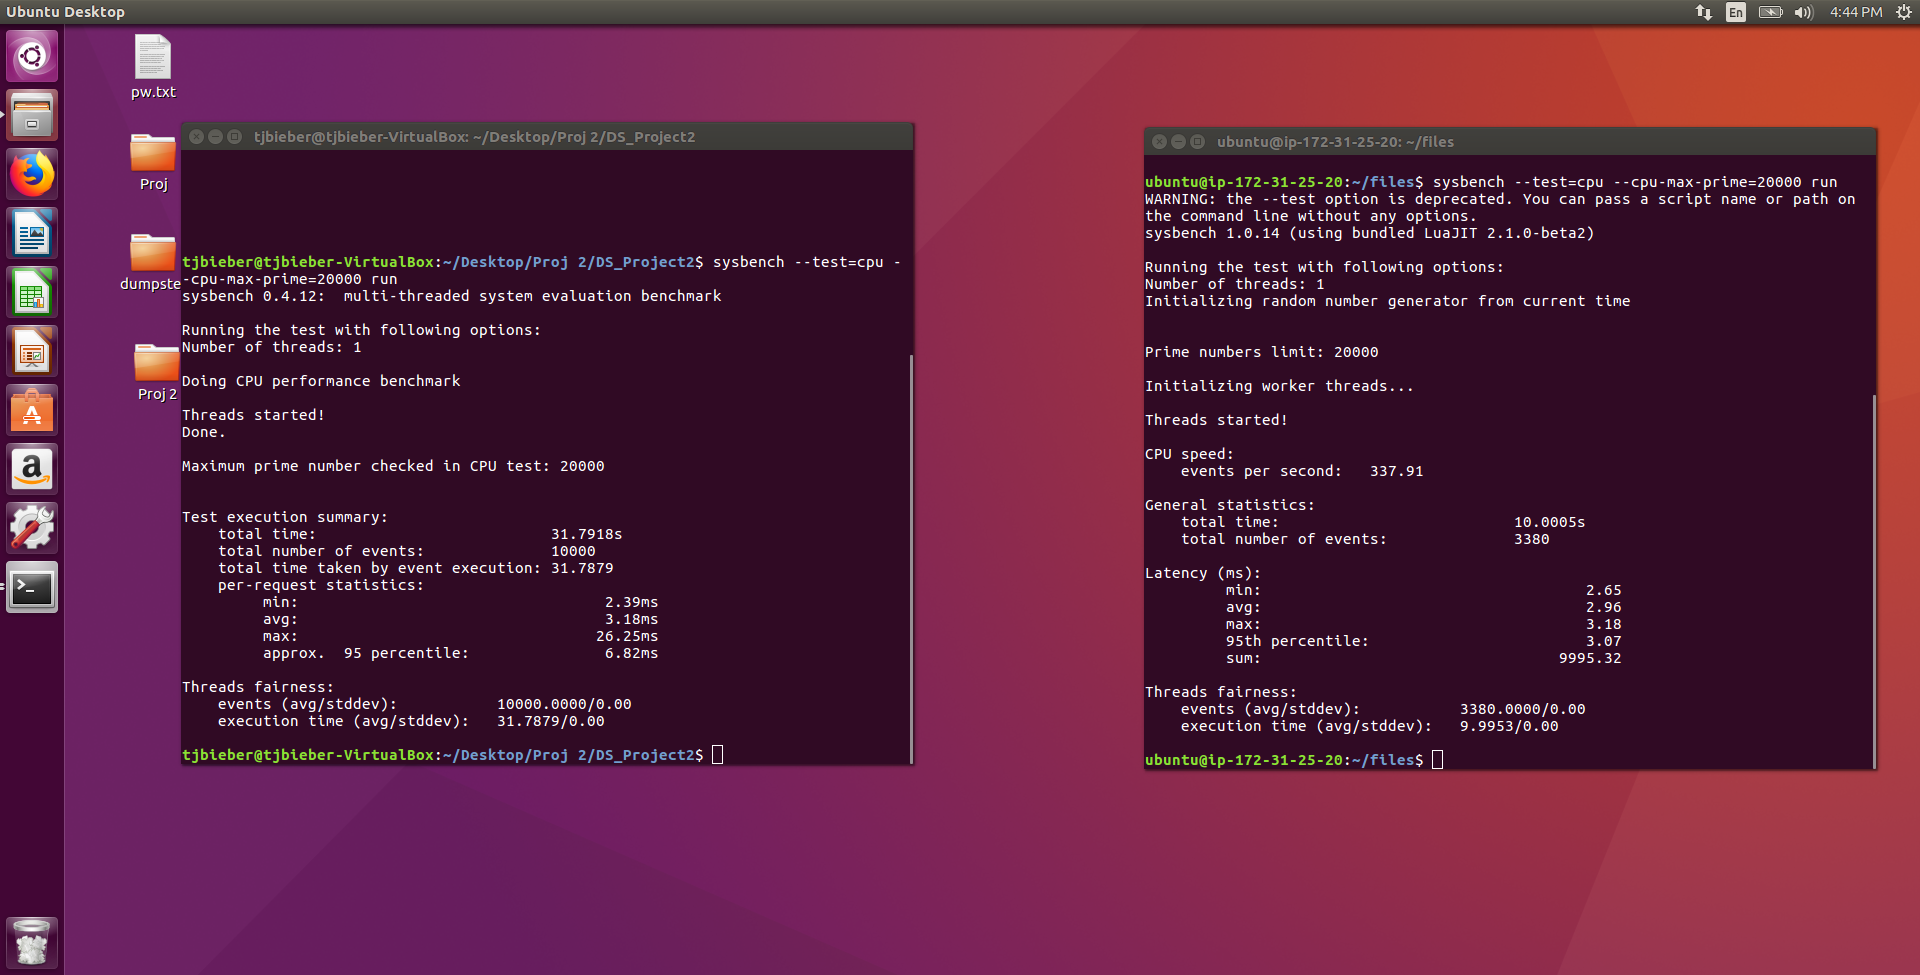 Ubuntu Desktop
En
4:44 PM
pw.txt
Proj
dumpste
Proj 2
tjbieber@tjbieber-VirtualBox: ~/Desktop/Proj 2/DS_Project2
tjbieber@tjbieber-VirtualBox:~/Desktop/Proj 2/DS_Project2$ sysbench --test=cpu -
-cpu-max-prime=20000 run
sysbench 0.4.12:  multi-threaded system evaluation benchmark
Running the test with following options:
Number of threads: 1
Doing CPU performance benchmark
Threads started!
Done.
Maximum prime number checked in CPU test: 20000
Test execution summary:
total time: 31.7918s
total number of events: 10000
total time taken by event execution: 31.7879
per-request statistics:
min: 2.39ms
avg: 3.18ms
max: 26.25ms
approx.  95 percentile: 6.82ms
Threads fairness:
events (avg/stddev): 10000.0000/0.00
execution time (avg/stddev): 31.7879/0.00
tjbieber@tjbieber-VirtualBox:~/Desktop/Proj 2/DS_Project2$
ubuntu@ip-172-31-25-20: ~/files
ubuntu@ip-172-31-25-20:~/files$ sysbench --test=cpu --cpu-max-prime=20000 run
WARNING: the --test option is deprecated. You can pass a script name or path on
the command line without any options.
sysbench 1.0.14 (using bundled LuaJIT 2.1.0-beta2)
Running the test with following options:
Number of threads: 1
Initializing random number generator from current time
Prime numbers limit: 20000
Initializing worker threads...
Threads started!
CPU speed:
events per second: 337.91
General statistics:
total time: 10.0005s
total number of events: 3380
Latency (ms):
min: 2.65
avg: 2.96
max: 3.18
95th percentile: 3.07
sum: 9995.32
Threads fairness:
events (avg/stddev): 3380.0000/0.00
execution time (avg/stddev): 9.9953/0.00
ubuntu@ip-172-31-25-20:~/files$